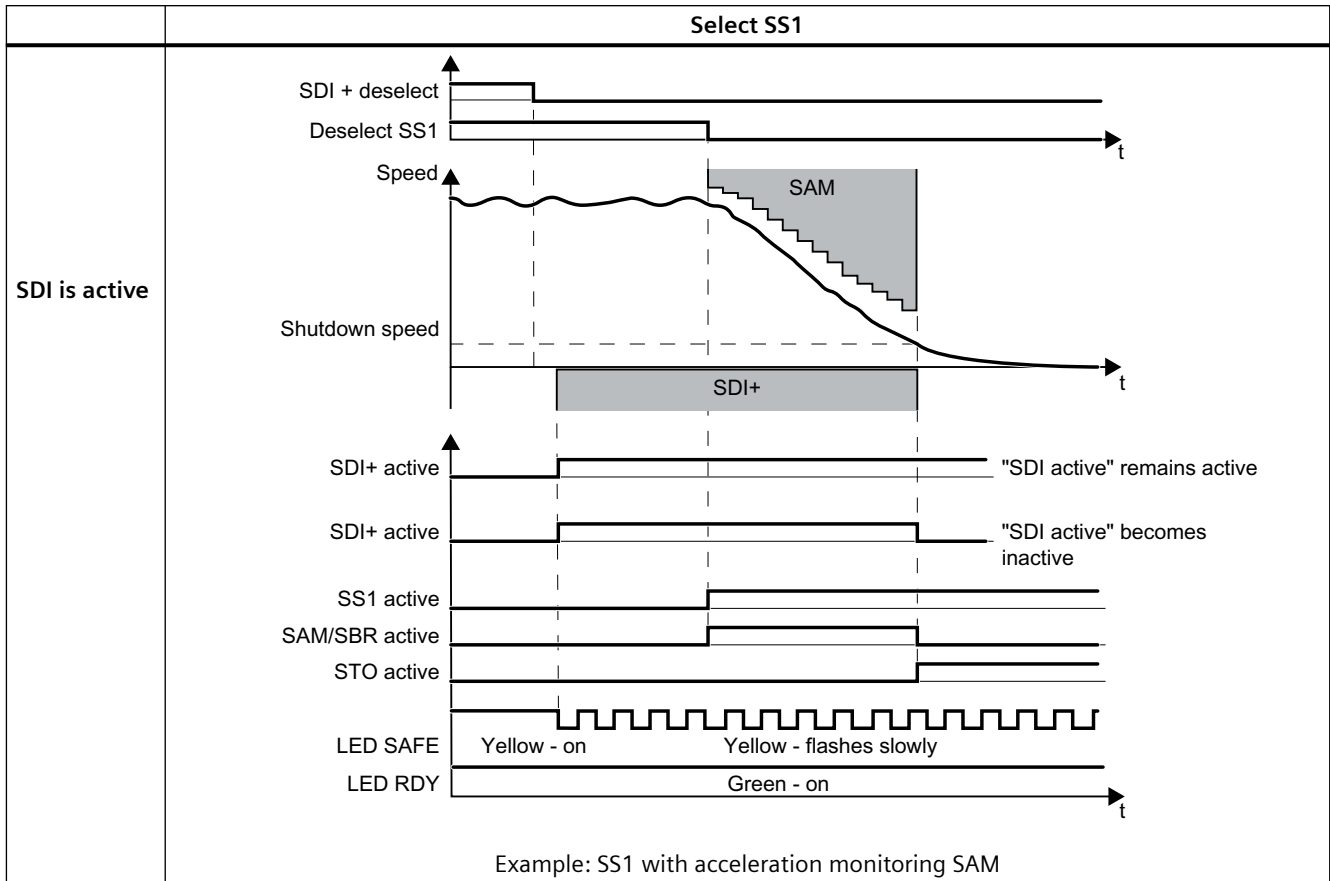 Select SS1
SDI is active
SDI + deselect
Deselect SS1
t
Speed
SAM
Shutdown speed
t
SDI+
SDI+ active
"SDI active" remains active
SDI+ active
"SDI active" becomes
inactive
SS1 active
SAM/SBR active
STO active
LED SAFE
Yellow - on
Yellow - flashes slowly
LED RDY
Green - on
t
Example: SS1 with acceleration monitoring SAM